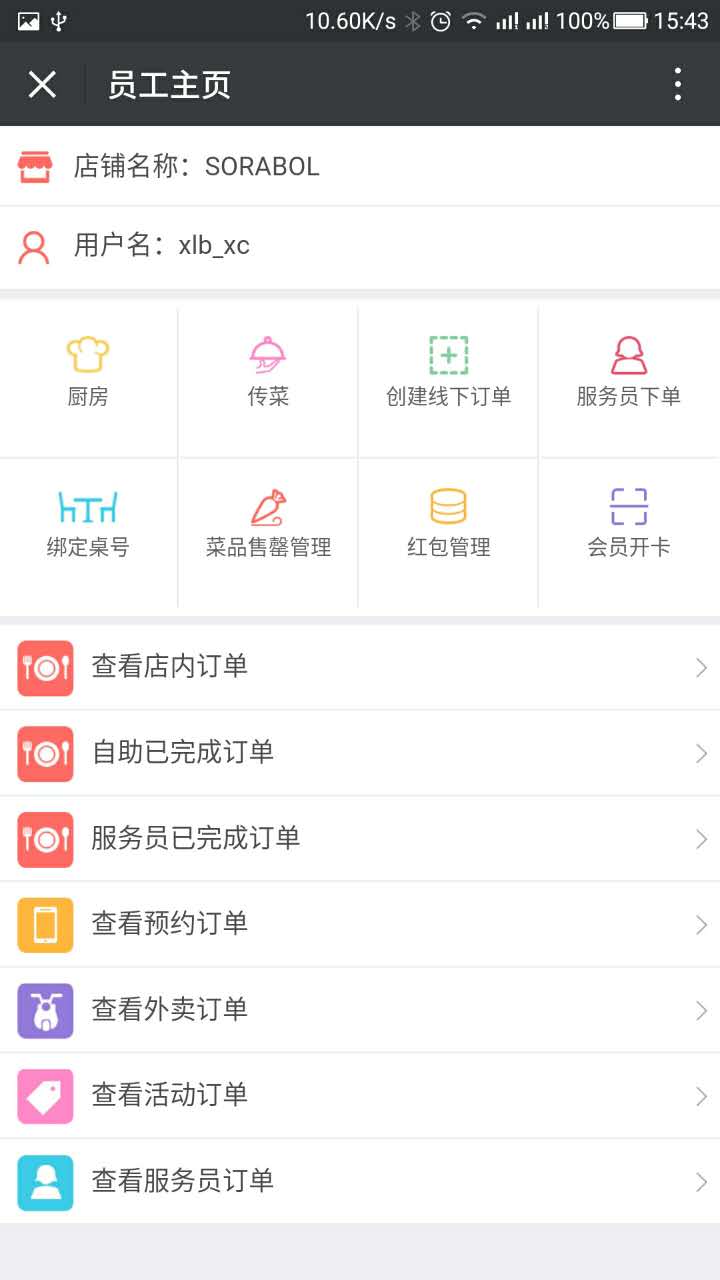 10.60K/s 100% 15:43
员工主页
店铺名称：SORABOL
用户名：xlb_xc
厨房 传菜 创建线下订单 服务员下单
绑定桌号 菜品售罄管理 红包管理 会员开卡
查看店内订单
自助已完成订单
服务员已完成订单
查看预约订单
查看外卖订单
查看活动订单
查看服务员订单